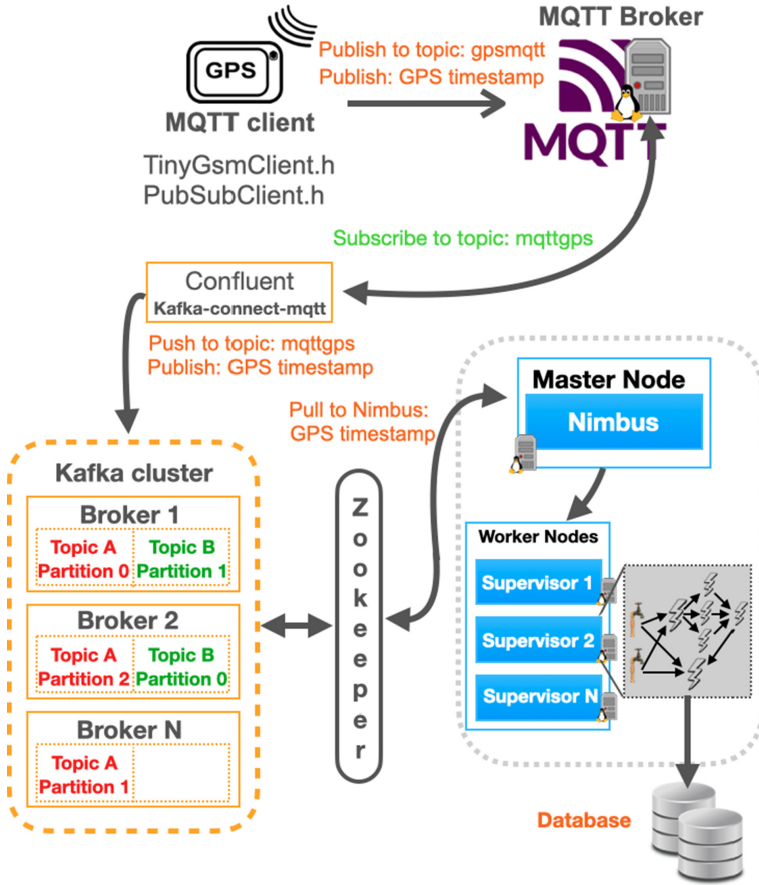 MQTT Broker
Publish to topic: gpsmqtt
Publish: GPS timestamp
GPS
MQTT
MQTT client
TinyGsmClient.h
PubSubClient.h
Subscribe to topic: mqttgps
Confluent
Kafka-connect-mqtt
Push to topic: mqttgps
Publish: GPS timestamp
Master Node
Nimbus
Pull to Nimbus:
GPS timestamp
Kafka cluster
Broker 1
Topic A Topic B
Partition 0 Partition 1
Broker 2
Topic A Topic B
Partition 2 Partition 0
Broker N
Topic A
Partition 1
Zookeeper
Worker Nodes
Supervisor 1
Supervisor 2
Supervisor N
Database